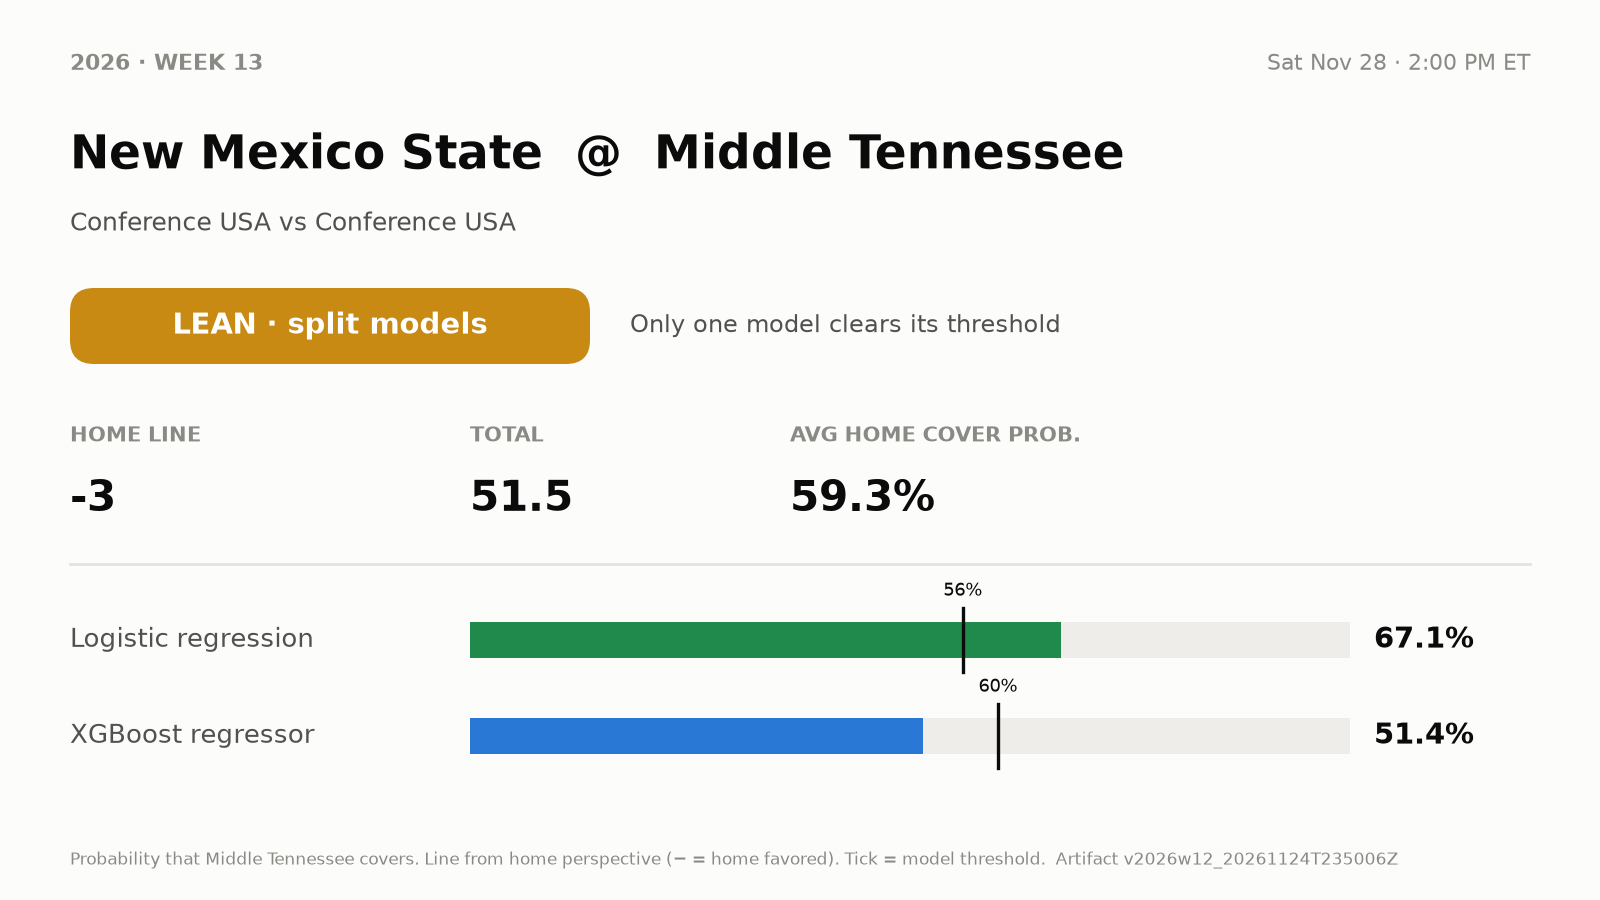 2026 · WEEK 13
Sat Nov 28 · 2:00 PM ET
New Mexico State @ Middle Tennessee
Conference USA vs Conference USA
LEAN · split models
Only one model clears its threshold
HOME LINE
TOTAL
AVG HOME COVER PROB.
-3
51.5
59.3%
56%
Logistic regression
67.1%
60%
XGBoost regressor
51.4%
Probability that Middle Tennessee covers. Line from home perspective (− = home favored). Tick = model threshold. Artifact v2026w12_20261124T235006Z